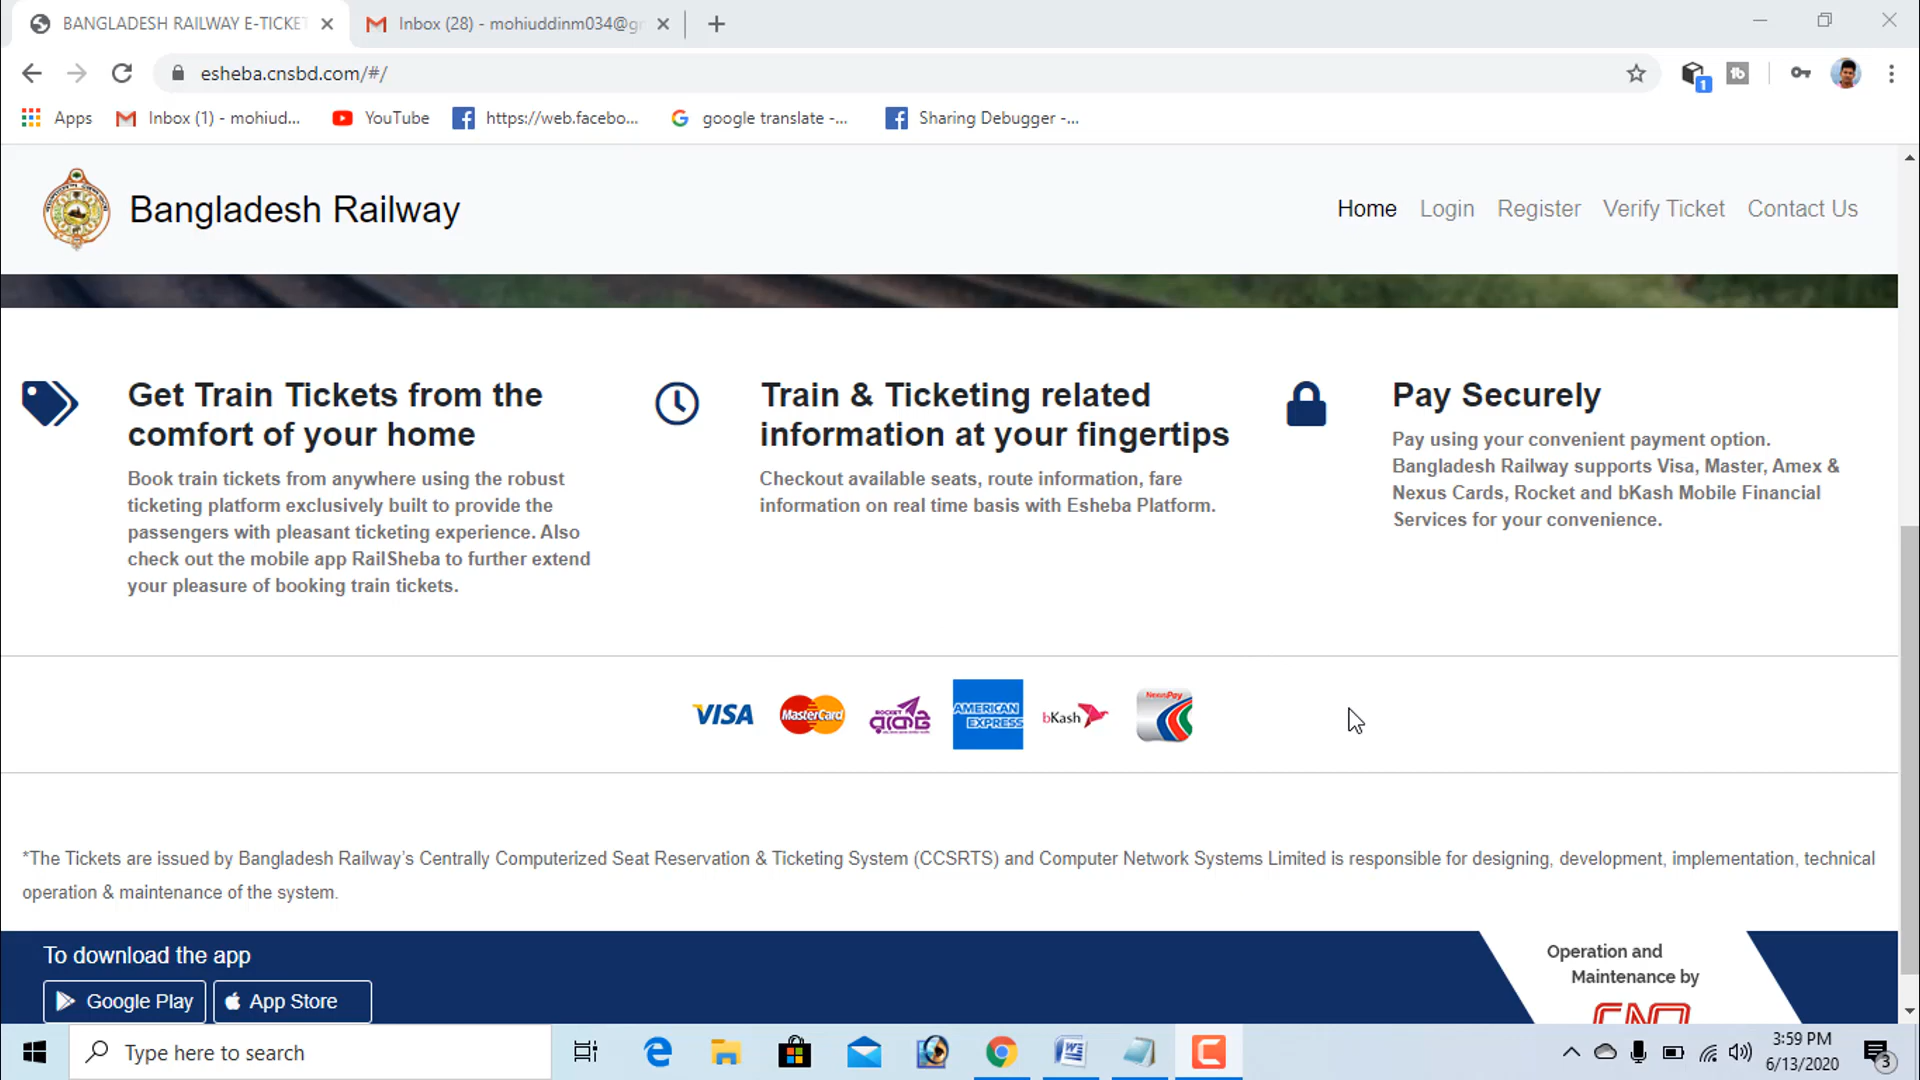 BANGLADESH RAILWAY E-TICKET
Inbox (28) - mohiuddinm034@g
esheba.cnsbd.com/#/
1
Apps
Inbox (1) - mohiud...
YouTube
https://web.facebo...
google translate -...
Sharing Debugger -...
Bangladesh Railway
Home
Login
Register
Verify Ticket
Contact Us
Get Train Tickets from the
comfort of your home
Book train tickets from anywhere using the robust
ticketing platform exclusively built to provide the
passengers with pleasant ticketing experience. Also
check out the mobile app RailSheba to further extend
your pleasure of booking train tickets.
Train & Ticketing related
information at your fingertips
Checkout available seats, route information, fare
information on real time basis with Esheba Platform.
Pay Securely
Pay using your convenient payment option.
Bangladesh Railway supports Visa, Master, Amex &
Nexus Cards, Rocket and bKash Mobile Financial
Services for your convenience.
VISA
MasterCard
ROCKET
AMERICAN
EXPRESS
bKash
NexusPay
*The Tickets are issued by Bangladesh Railway's Centrally Computerized Seat Reservation & Ticketing System (CCSRTS) and Computer Network Systems Limited is responsible for designing, development, implementation, technical
operation & maintenance of the system.
To download the app
Google Play
App Store
Operation and
Maintenance by
Type here to search
3:59 PM
6/13/2020
3